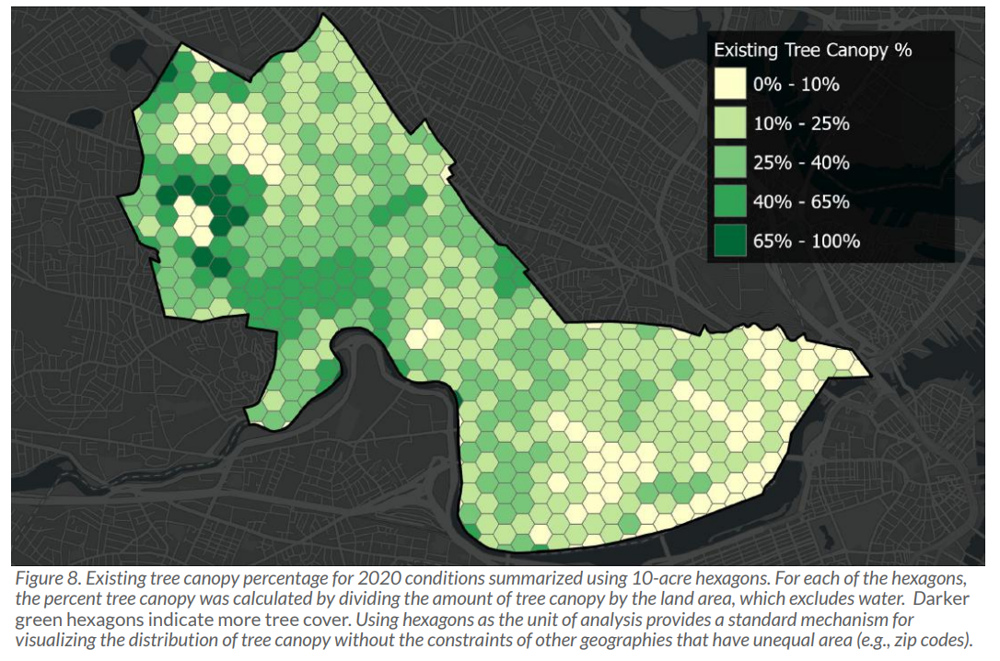 Existing Tree Canopy %
0% - 10%
10% - 25%
25% - 40%
40% - 65%
65% - 100%
Figure 8. Existing tree canopy percentage for 2020 conditions summarized using 10-acre hexagons. For each of the hexagons,
the percent tree canopy was calculated by dividing the amount of tree canopy by the land area, which excludes water. Darker
green hexagons indicate more tree cover. Using hexagons as the unit of analysis provides a standard mechanism for
visualizing the distribution of tree canopy without the constraints of other geographies that have unequal area (e.g., zip codes).